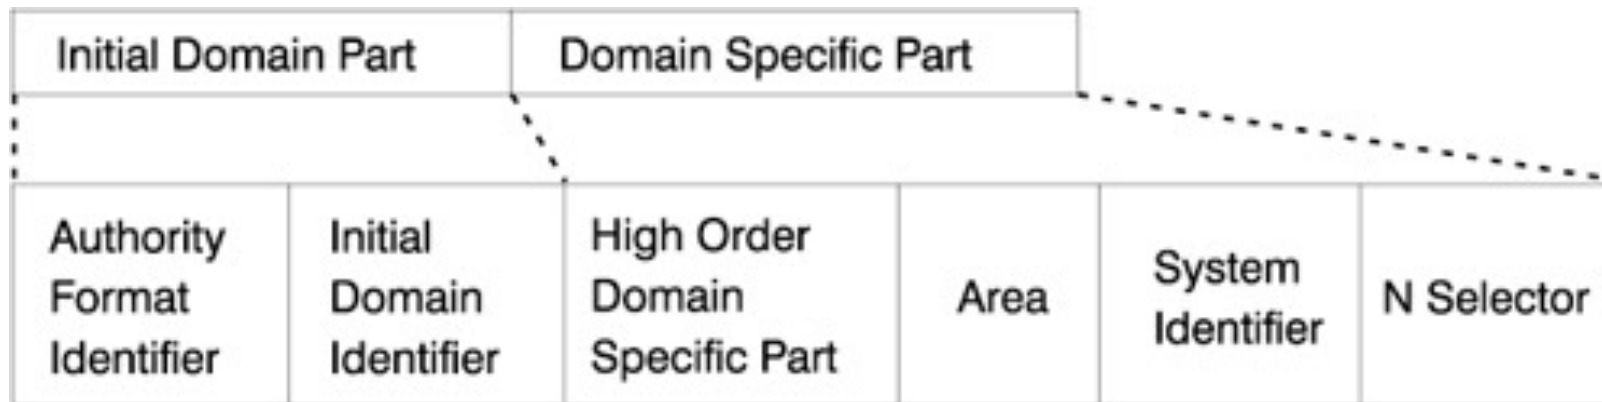 Initial Domain Part
Domain Specific Part
Authority
Format
Identifier
Initial
Domain
Identifier
High Order
Domain
Specific Part
Area
System
Identifier
N Selector